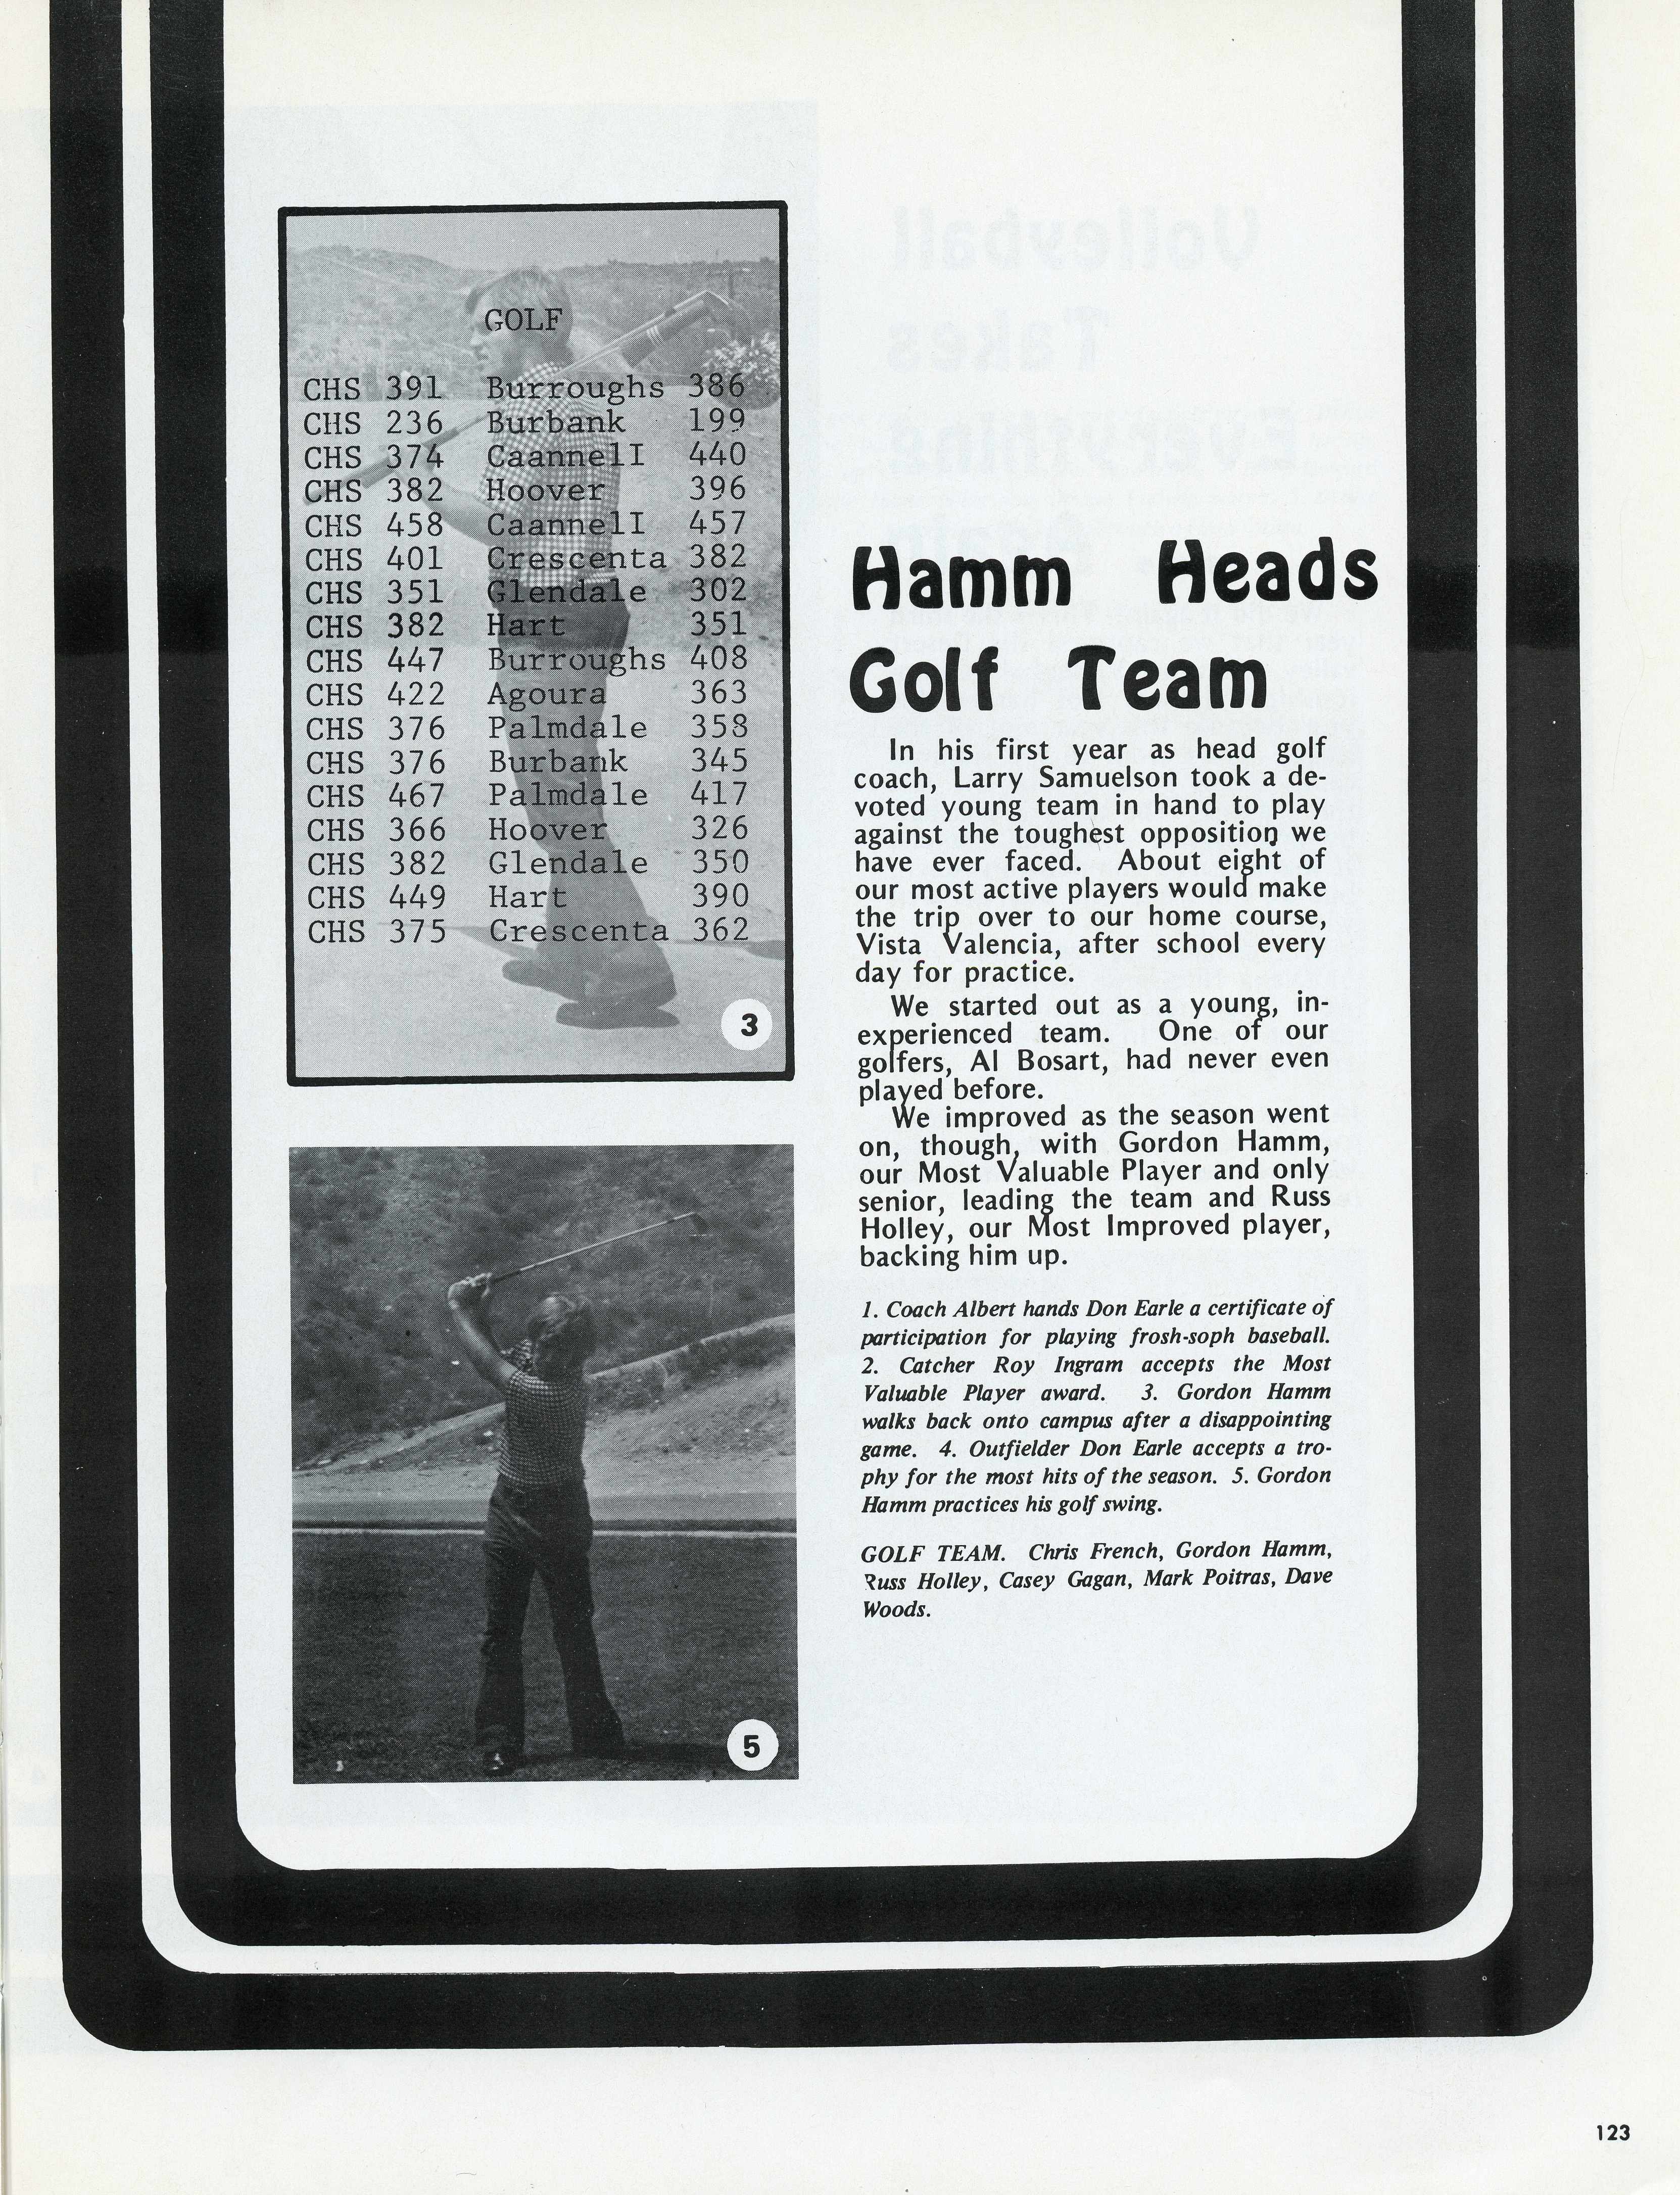 GOLF
CHS 391 Burroughs 386
CHS 236 Burbank 199
CHS 374 CaannelI 440
CHS 382 Hoover 396
CHS 458 CaannelI 457
CHS 401 Crescenta 382
CHS 351 Glendale 302
CHS 382 Hart 351
CHS 447 Burroughs 408
CHS 422 Agoura 363
CHS 376 Palmdale 358
CHS 376 Burbank 345
CHS 467 Palmdale 417
CHS 366 Hoover 326
CHS 382 Glendale 350
CHS 449 Hart 390
CHS 375 Crescenta 362
3
5
Hamm Heads
Golf Team
In his first year as head golf
coach, Larry Samuelson took a de-
voted young team in hand to play
against the toughest opposition we
have ever faced. About eight of
our most active players would make
the trip over to our home course,
Vista Valencia, after school every
day for practice.
We started out as a young, in-
experienced team. One of our
golfers, Al Bosart, had never even
played before.
We improved as the season went
on, though, with Gordon Hamm,
our Most Valuable Player and only
senior, leading the team and Russ
Holley, our Most Improved player,
backing him up.
1. Coach Albert hands Don Earle a certificate of
participation for playing frosh-soph baseball.
2. Catcher Roy Ingram accepts the Most
Valuable Player award. 3. Gordon Hamm
walks back onto campus after a disappointing
game. 4. Outfielder Don Earle accepts a tro-
phy for the most hits of the season. 5. Gordon
Hamm practices his golf swing.
GOLF TEAM. Chris French, Gordon Hamm,
Russ Holley, Casey Gagan, Mark Poitras, Dave
Woods.
123